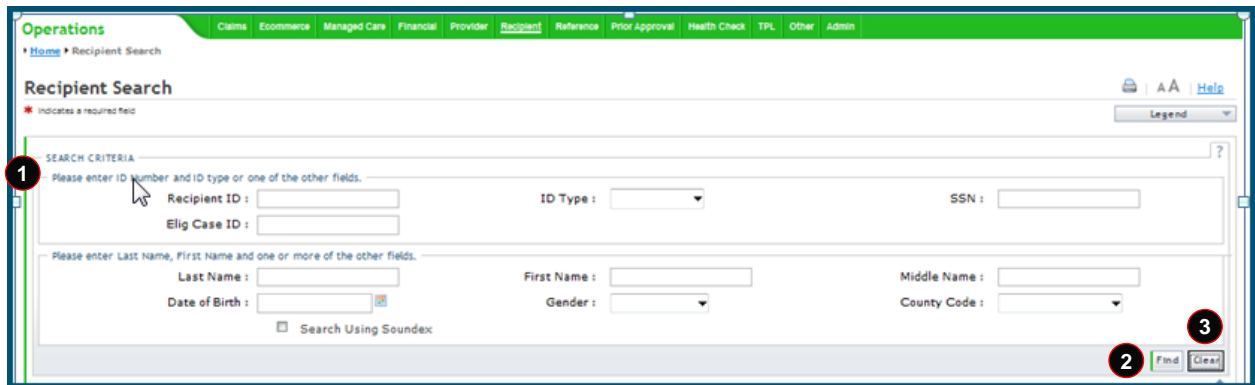 Operations Claims Ecommerce Managed Care Financial Provider Recipient Reference Prior Approval Health Check TPL Other Admin
Home Recipient Search
Recipient Search
A A | Help
* Indicates a required field
Legend
SEARCH CRITERIA
?
1
Please enter ID Number and ID type or one of the other fields.
Recipient ID : ID Type : SSN :
Elig Case ID :
Please enter Last Name, First Name and one or more of the other fields.
Last Name : First Name : Middle Name :
Date of Birth : Gender : County Code :
Search Using Soundex
3
2 Find Clear